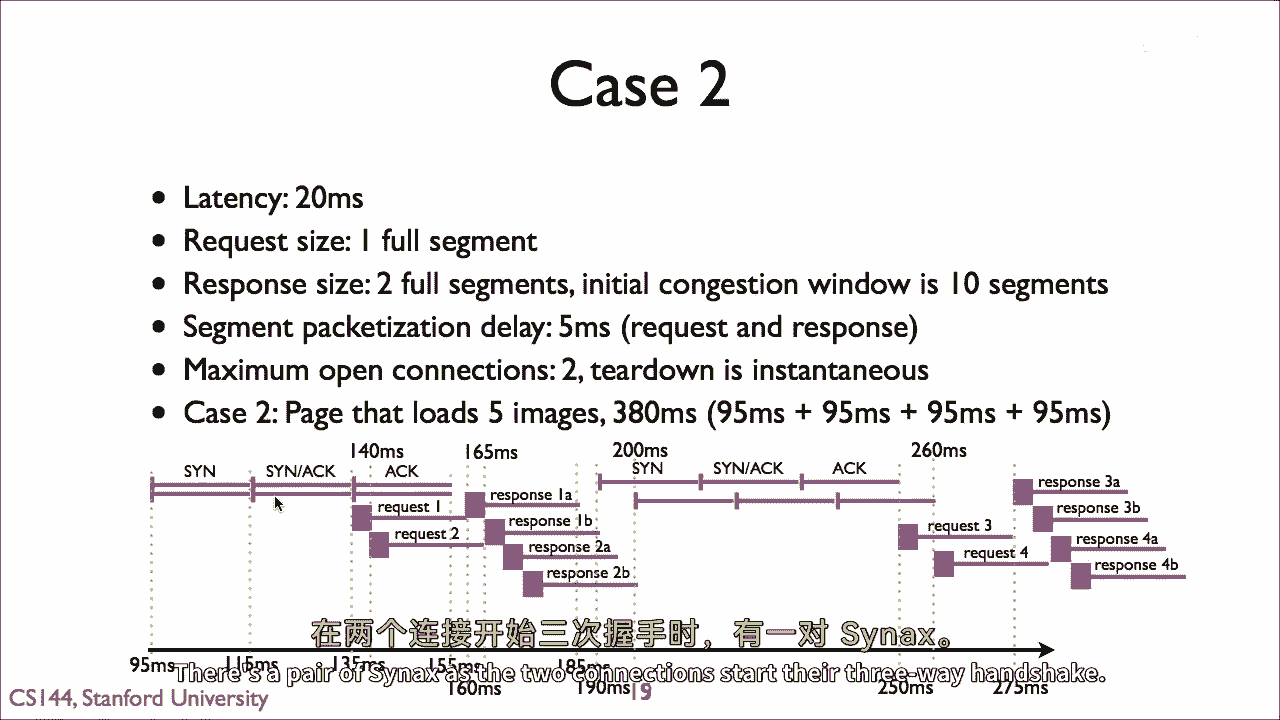 Case 2
• Latency: 20ms
• Request size: 1 full segment
• Response size: 2 full segments, initial congestion window is 10 segments
• Segment packetization delay: 5ms (request and response)
• Maximum open connections: 2, teardown is instantaneous
• Case 2: Page that loads 5 images, 380ms (95ms + 95ms + 95ms + 95ms)
140ms 165ms 200ms 260ms
SYN SYN/ACK ACK SYN SYN/ACK ACK
response 1a response 3a
request 1 response 1b request 3 response 3b
request 2 response 2a request 4 response 4a
response 2b response 4b
在两个连接开始三次握手时，有一对 Synax。
95ms 115ms 135ms 155ms 185ms
There's a pair of Synax as the two connections start their three-way handshake.
160ms 190ms 250ms 275ms
CS144, Stanford University 19